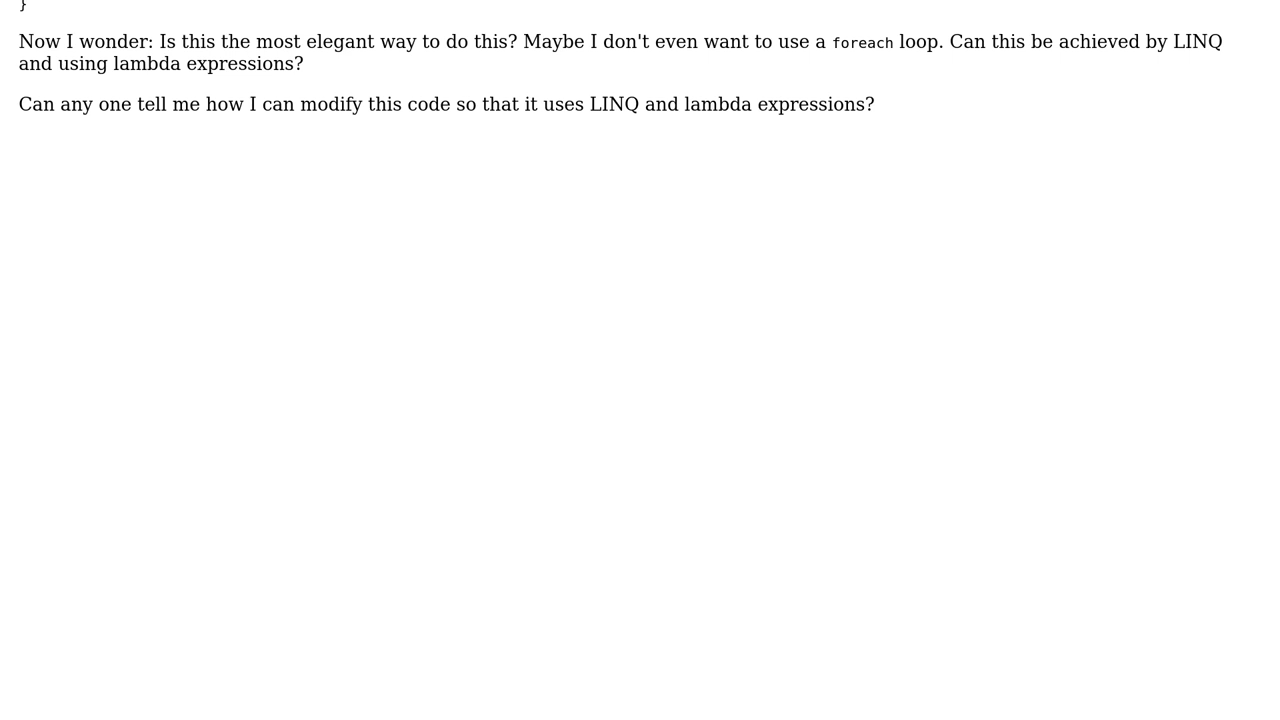 }
Now I wonder: Is this the most elegant way to do this? Maybe I don't even want to use a foreach loop. Can this be achieved by LINQ
and using lambda expressions?
Can any one tell me how I can modify this code so that it uses LINQ and lambda expressions?